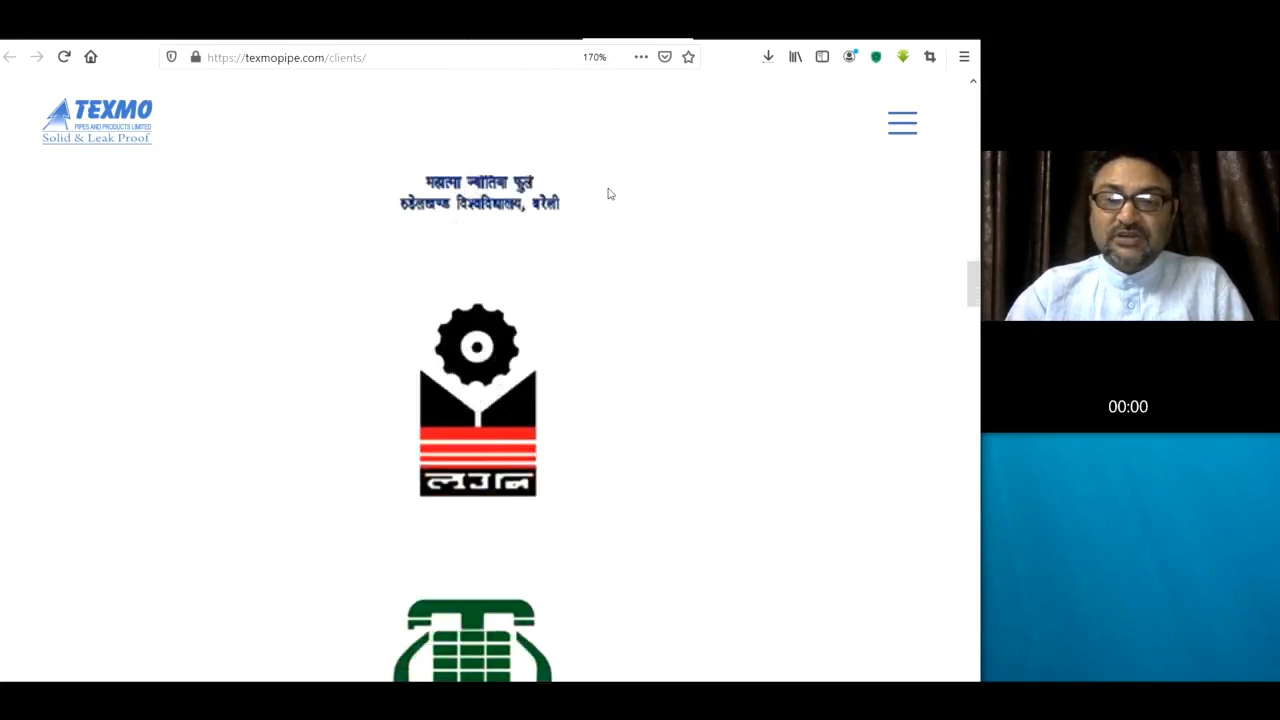 https://texmopipe.com/clients/
170%
TEXMO
PIPES AND PRODUCTS LIMITED
Solid & Leak Proof
महात्मा ज्योतिबा फुले
रुहेलखण्ड विश्वविद्यालय, बरेली
लउनि
00:00